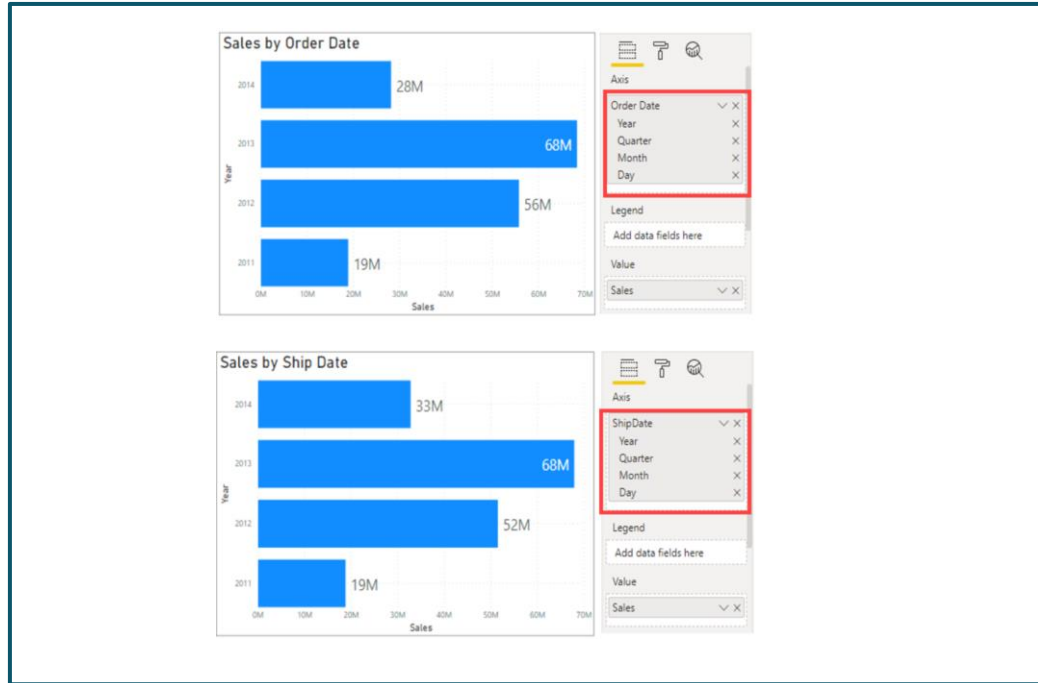 Sales by Order Date
2014
28M
2013
68M
2012
56M
2011
19M
Year
0M 10M 20M 30M 40M 50M 60M 70M
Sales
Axis
Order Date
Year
Quarter
Month
Day
Legend
Add data fields here
Value
Sales
Sales by Ship Date
2014
33M
2013
68M
2012
52M
2011
19M
Year
0M 10M 20M 30M 40M 50M 60M 70M
Sales
Axis
ShipDate
Year
Quarter
Month
Day
Legend
Add data fields here
Value
Sales